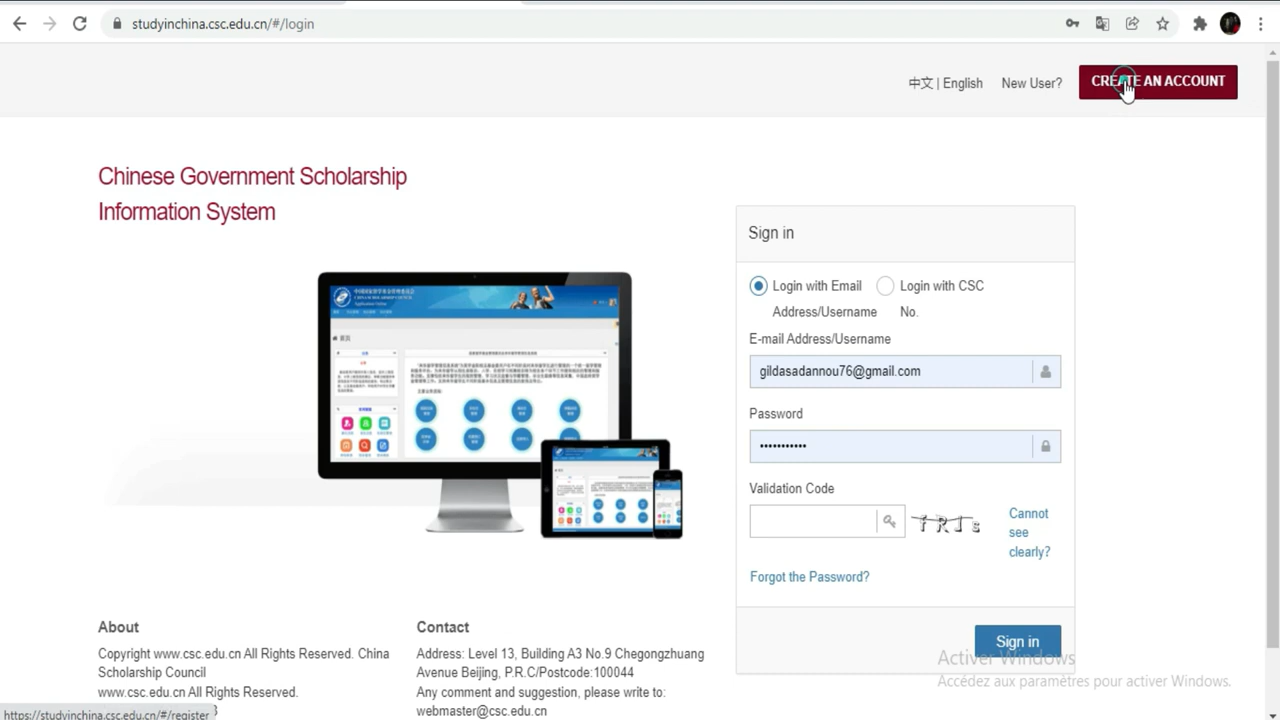 studyinchina.csc.edu.cn/#/login
中文 | English New User? CREATE AN ACCOUNT
Chinese Government Scholarship
Information System
Sign in
Login with Email
Address/Username
Login with CSC
No.
E-mail Address/Username
gildasadannou76@gmail.com
Password
•••••••••••
Validation Code
TRTs
Cannot
see
clearly?
Forgot the Password?
Sign in
About
Copyright www.csc.edu.cn All Rights Reserved. China
Scholarship Council
www.csc.edu.cn All Rights Reserved.
Contact
Address: Level 13, Building A3 No.9 Chegongzhuang
Avenue Beijing, P.R.C/Postcode:100044
Any comment and suggestion, please write to:
webmaster@csc.edu.cn
Activer Windows
Accédez aux paramètres pour activer Windows.
https://studyinchina.csc.edu.cn/#/register
3